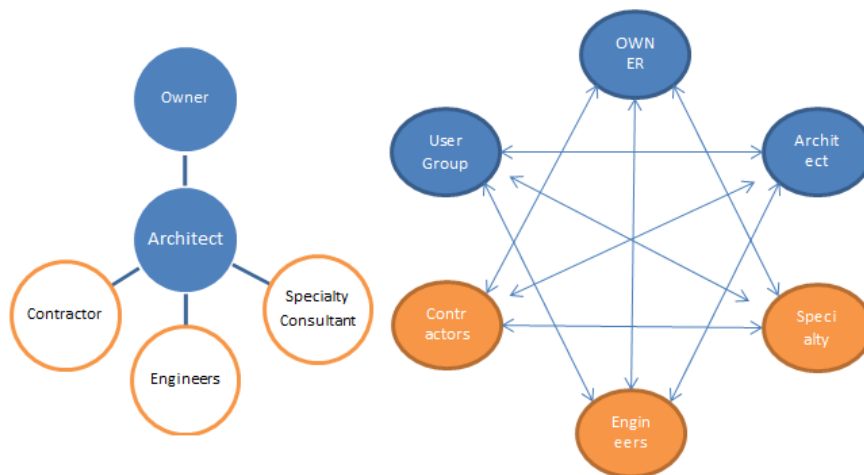 Owner
Architect
Contractor
Specialty
Consultant
Engineers
OWN
ER
User
Group
Archit
ect
Contr
actors
Speci
alty
Engin
eers